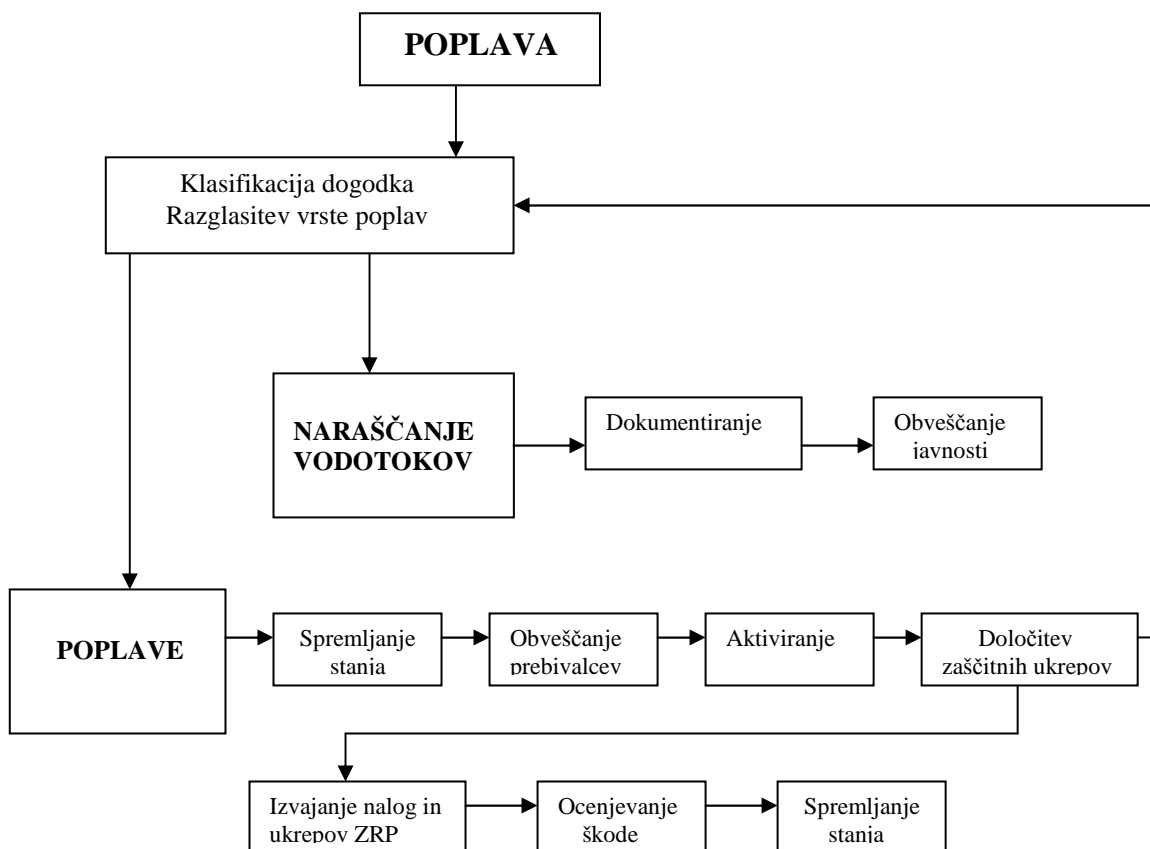 POPLAVA
Klasifikacija dogodka
Razglasitev vrste poplav
NARAŠČANJE
VODOTOKOV
Dokumentiranje
Obveščanje
javnosti
POPLAVE
Spremljanje
stanja
Obveščanje
prebivalcev
Aktiviranje
Določitev
zaščitnih ukrepov
Izvajanje nalog in
ukrepov ZRP
Ocenjevanje
škode
Spremljanje
stanja